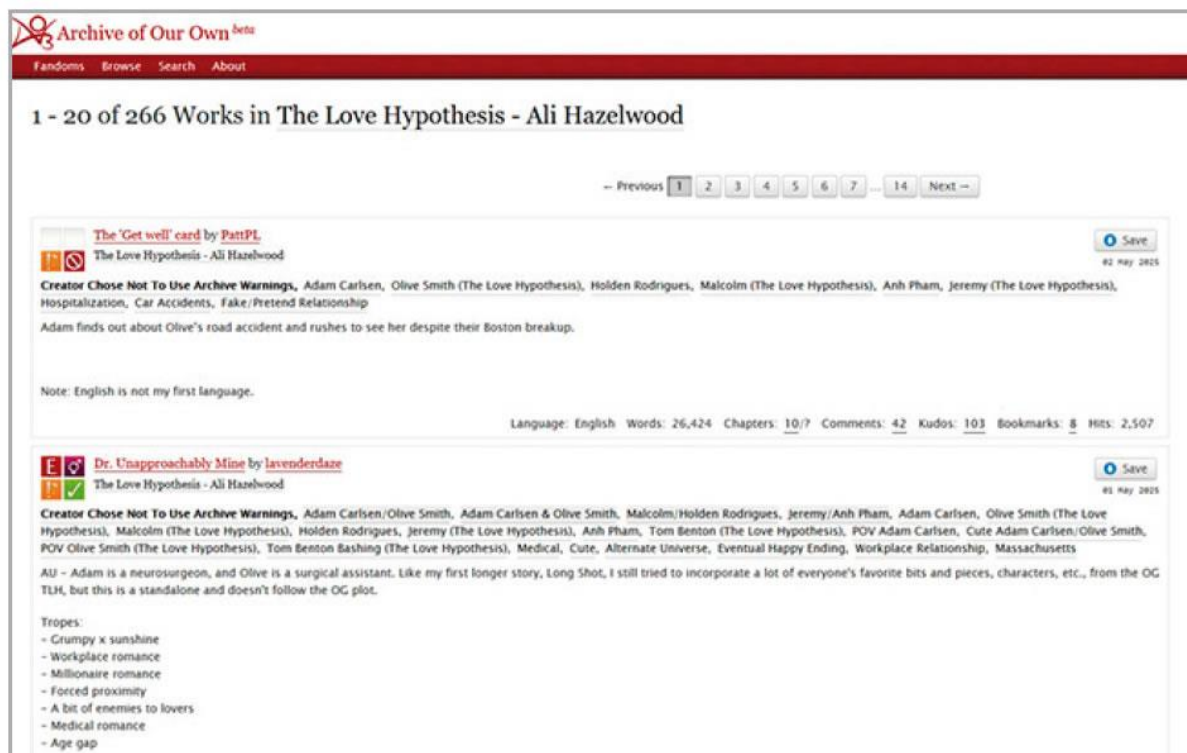 Archive of Our Own beta
Fandoms Browse Search About
1 - 20 of 266 Works in The Love Hypothesis - Ali Hazelwood
← Previous 1 2 3 4 5 6 7 ... 14 Next →
The 'Get well' card by PattPL
Save
The Love Hypothesis - Ali Hazelwood
02 May 2025
Creator Chose Not To Use Archive Warnings, Adam Carlsen, Olive Smith (The Love Hypothesis), Holden Rodrigues, Malcolm (The Love Hypothesis), Anh Pham, Jeremy (The Love Hypothesis),
Hospitalization, Car Accidents, Fake/Pretend Relationship
Adam finds out about Olive's road accident and rushes to see her despite their Boston breakup.
Note: English is not my first language.
Language: English Words: 26,424 Chapters: 10/? Comments: 42 Kudos: 103 Bookmarks: 8 Hits: 2,507
E Dr. Unapproachably Mine by lavenderdaze
Save
The Love Hypothesis - Ali Hazelwood
01 May 2025
Creator Chose Not To Use Archive Warnings, Adam Carlsen/Olive Smith, Adam Carlsen & Olive Smith, Malcolm/Holden Rodrigues, Jeremy/Anh Pham, Adam Carlsen, Olive Smith (The Love
Hypothesis), Malcolm (The Love Hypothesis), Holden Rodrigues, Jeremy (The Love Hypothesis), Anh Pham, Tom Benton (The Love Hypothesis), POV Adam Carlsen, Cute Adam Carlsen/Olive Smith,
POV Olive Smith (The Love Hypothesis), Tom Benton Bashing (The Love Hypothesis), Medical, Cute, Alternate Universe, Eventual Happy Ending, Workplace Relationship, Massachusetts
AU – Adam is a neurosurgeon, and Olive is a surgical assistant. Like my first longer story, Long Shot, I still tried to incorporate a lot of everyone's favorite bits and pieces, characters, etc., from the OG
TLH, but this is a standalone and doesn't follow the OG plot.
Tropes:
– Grumpy x sunshine
– Workplace romance
– Millionaire romance
– Forced proximity
– A bit of enemies to lovers
– Medical romance
– Age gap